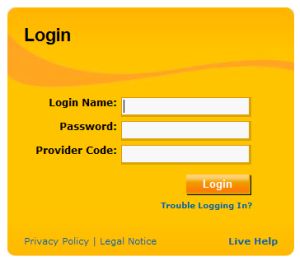 Login
Login Name:
Password:
Provider Code:
Login
Trouble Logging In?
Privacy Policy | Legal Notice Live Help